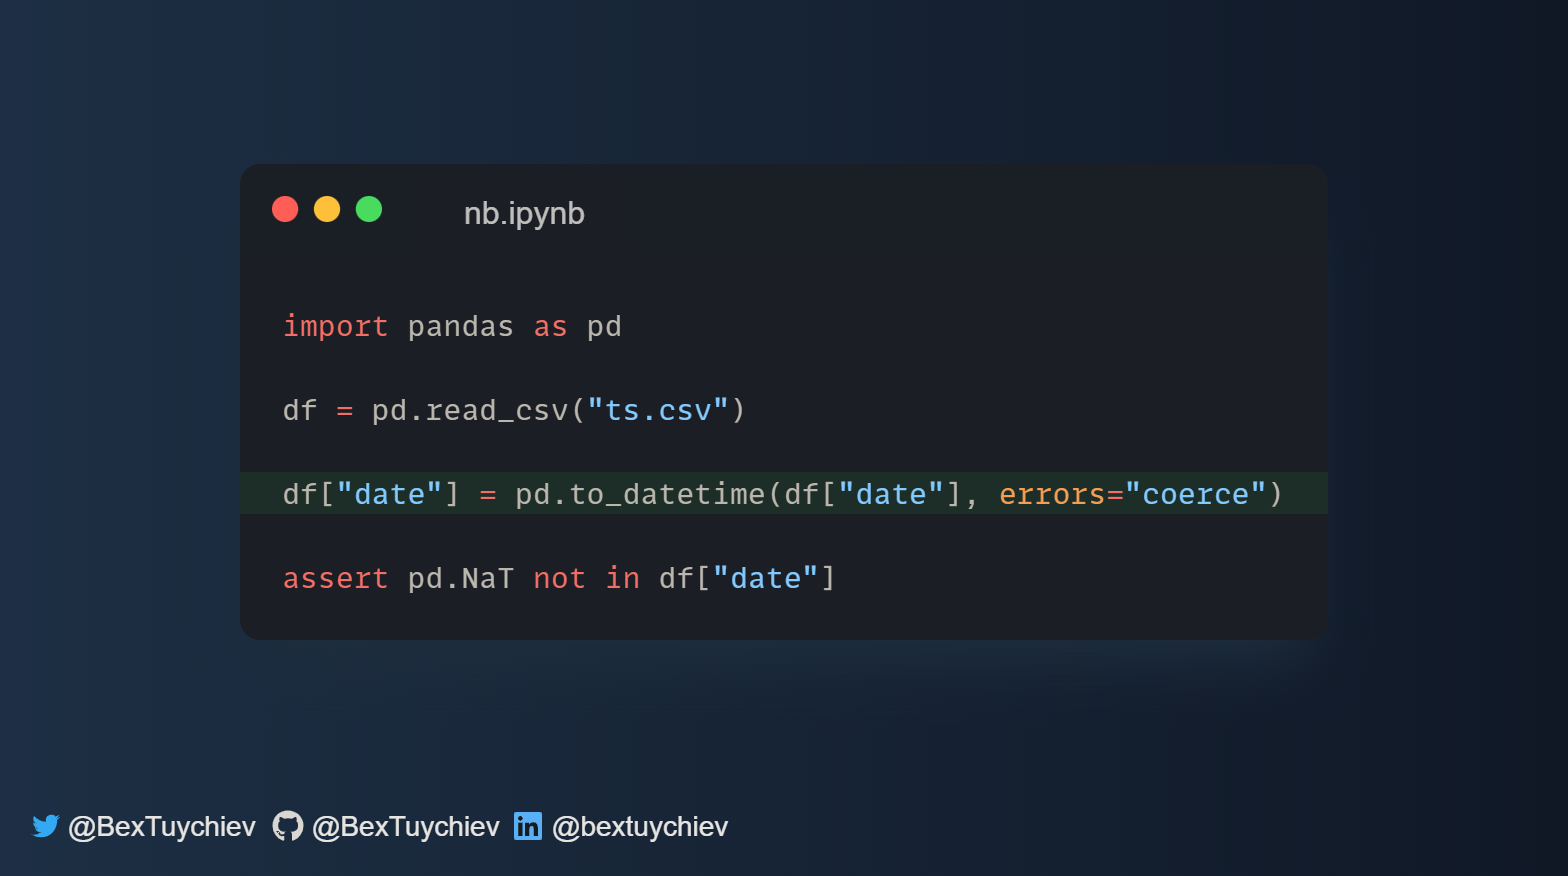 nb.ipynb
import pandas as pd
df = pd.read_csv("ts.csv")
df["date"] = pd.to_datetime(df["date"], errors="coerce")
assert pd.NaT not in df["date"]
@BexTuychiev @BexTuychiev @bextuychiev